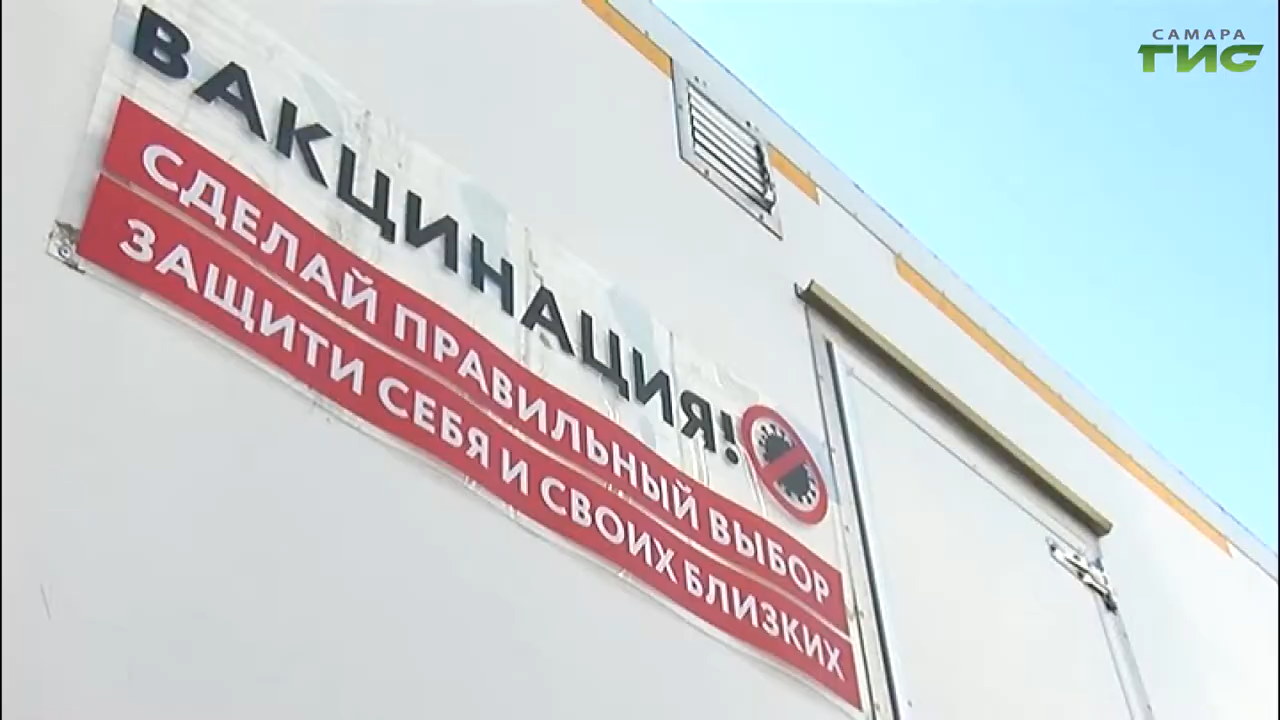 САМАРА
ГИС
ВАКЦИНАЦИЯ!
СДЕЛАЙ ПРАВИЛЬНЫЙ ВЫБОР
ЗАЩИТИ СЕБЯ И СВОИХ БЛИЗКИХ